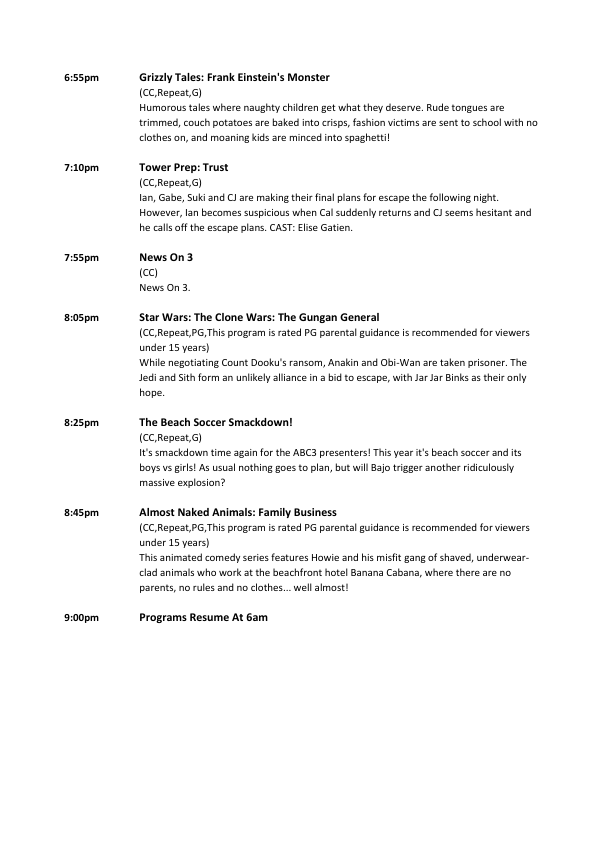 6:55pm Grizzly Tales: Frank Einstein's Monster
(CC,Repeat,G)
Humorous tales where naughty children get what they deserve. Rude tongues are
trimmed, couch potatoes are baked into crisps, fashion victims are sent to school with no
clothes on, and moaning kids are minced into spaghetti!
7:10pm Tower Prep: Trust
(CC,Repeat,G)
Ian, Gabe, Suki and CJ are making their final plans for escape the following night.
However, Ian becomes suspicious when Cal suddenly returns and CJ seems hesitant and
he calls off the escape plans. CAST: Elise Gatien.
7:55pm News On 3
(CC)
News On 3.
8:05pm Star Wars: The Clone Wars: The Gungan General
(CC,Repeat,PG,This program is rated PG parental guidance is recommended for viewers
under 15 years)
While negotiating Count Dooku's ransom, Anakin and Obi-Wan are taken prisoner. The
Jedi and Sith form an unlikely alliance in a bid to escape, with Jar Jar Binks as their only
hope.
8:25pm The Beach Soccer Smackdown!
(CC,Repeat,G)
It's smackdown time again for the ABC3 presenters! This year it's beach soccer and its
boys vs girls! As usual nothing goes to plan, but will Bajo trigger another ridiculously
massive explosion?
8:45pm Almost Naked Animals: Family Business
(CC,Repeat,PG,This program is rated PG parental guidance is recommended for viewers
under 15 years)
This animated comedy series features Howie and his misfit gang of shaved, underwear-
clad animals who work at the beachfront hotel Banana Cabana, where there are no
parents, no rules and no clothes... well almost!
9:00pm Programs Resume At 6am